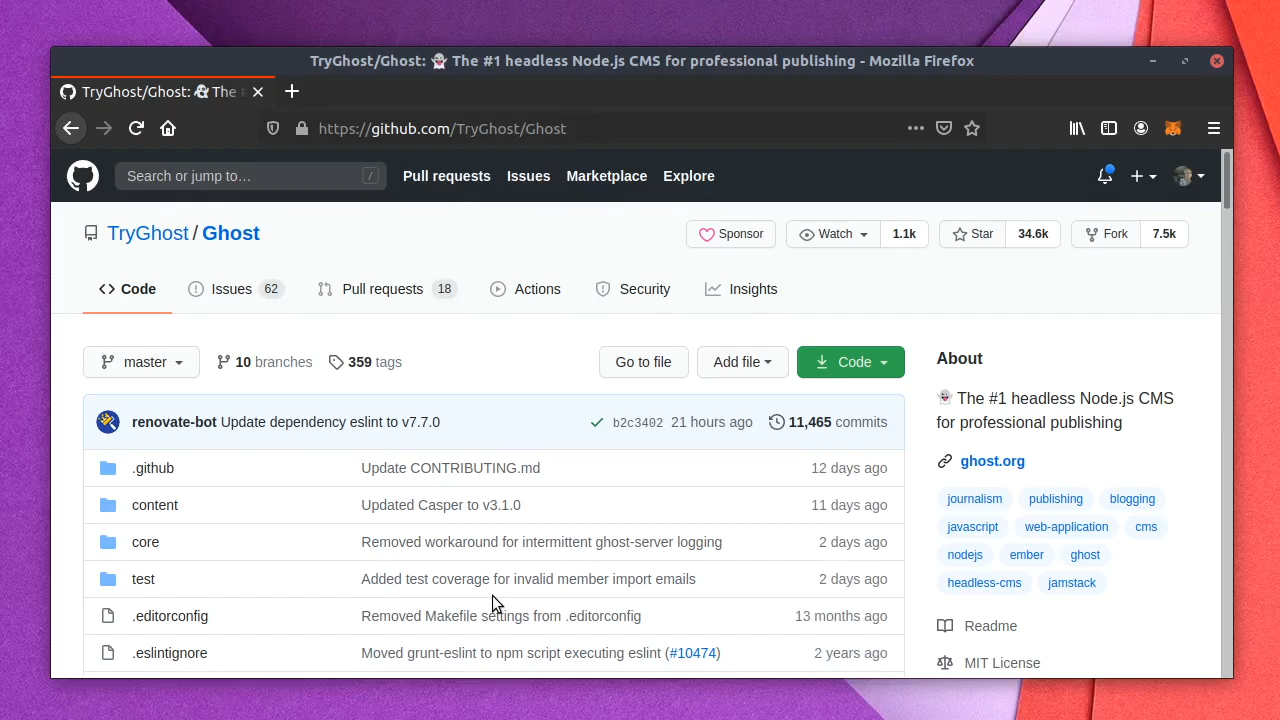 TryGhost/Ghost: 👻 The #1 headless Node.js CMS for professional publishing - Mozilla Firefox
TryGhost/Ghost: 👻 The #
https://github.com/TryGhost/Ghost
Search or jump to… / Pull requests Issues Marketplace Explore
TryGhost / Ghost Sponsor Watch 1.1k Star 34.6k Fork 7.5k
Code Issues 62 Pull requests 18 Actions Security Insights
master 10 branches 359 tags Go to file Add file Code
renovate-bot Update dependency eslint to v7.7.0 b2c3402 21 hours ago 11,465 commits
.github Update CONTRIBUTING.md 12 days ago
content Updated Casper to v3.1.0 11 days ago
core Removed workaround for intermittent ghost-server logging 2 days ago
test Added test coverage for invalid member import emails 2 days ago
.editorconfig Removed Makefile settings from .editorconfig 13 months ago
.eslintignore Moved grunt-eslint to npm script executing eslint (#10474) 2 years ago
About
👻 The #1 headless Node.js CMS
for professional publishing
ghost.org
journalism publishing blogging
javascript web-application cms
nodejs ember ghost
headless-cms jamstack
Readme
MIT License